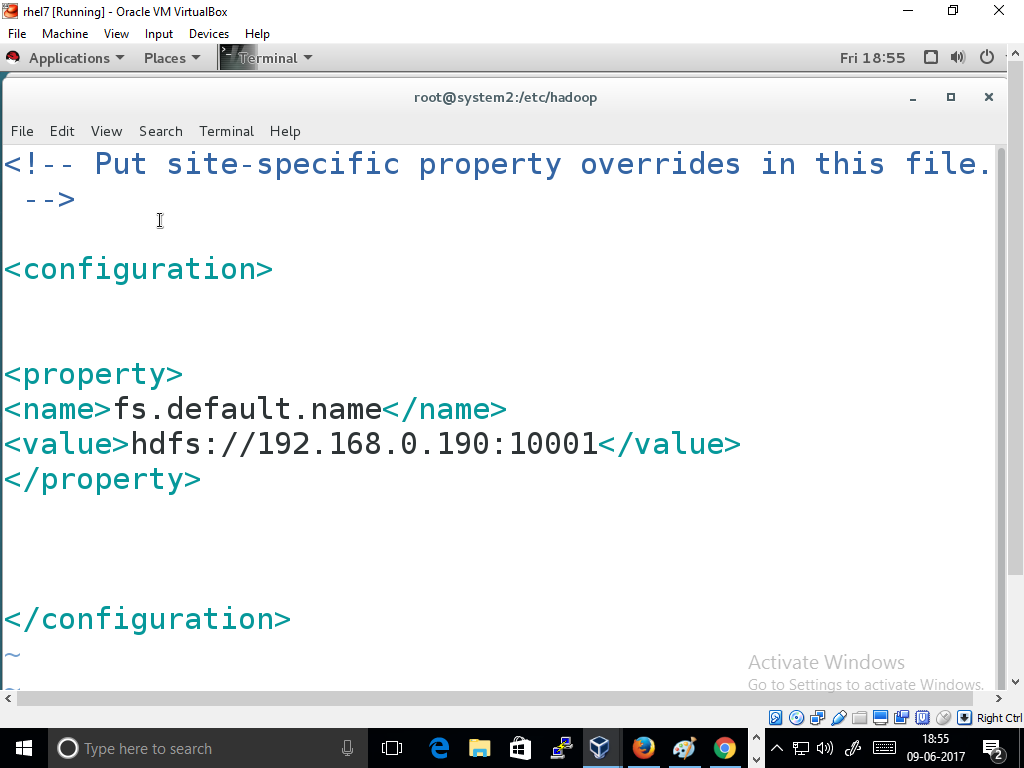 rhel7 [Running] - Oracle VM VirtualBox
File Machine View Input Devices Help
Applications Places Terminal Fri 18:55
root@system2:/etc/hadoop
File Edit View Search Terminal Help
<!-- Put site-specific property overrides in this file.
-->
<configuration>
<property>
<name>fs.default.name</name>
<value>hdfs://192.168.0.190:10001</value>
</property>
</configuration>
~
~
Activate Windows
Go to Settings to activate Windows.
Right Ctrl
Type here to search
18:55
09-06-2017
2